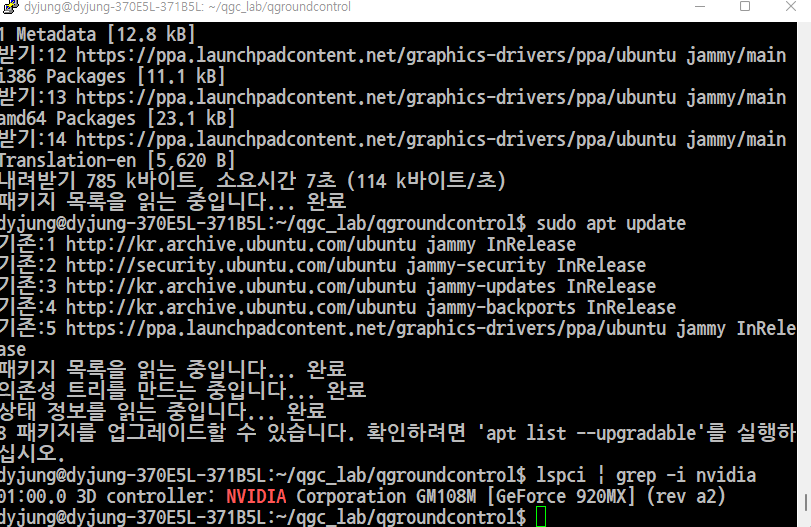 dyjung@dyjung-370E5L-371B5L: ~/qgc_lab/qgroundcontrol
1 Metadata [12.8 kB]
받기:12 https://ppa.launchpadcontent.net/graphics-drivers/ppa/ubuntu jammy/main
i386 Packages [11.1 kB]
받기:13 https://ppa.launchpadcontent.net/graphics-drivers/ppa/ubuntu jammy/main
amd64 Packages [23.1 kB]
받기:14 https://ppa.launchpadcontent.net/graphics-drivers/ppa/ubuntu jammy/main
Translation-en [5,620 B]
내려받기 785 k바이트, 소요시간 7초 (114 k바이트/초)
패키지 목록을 읽는 중입니다... 완료
dyjung@dyjung-370E5L-371B5L:~/qgc_lab/qgroundcontrol$ sudo apt update
기존:1 http://kr.archive.ubuntu.com/ubuntu jammy InRelease
기존:2 http://security.ubuntu.com/ubuntu jammy-security InRelease
기존:3 http://kr.archive.ubuntu.com/ubuntu jammy-updates InRelease
기존:4 http://kr.archive.ubuntu.com/ubuntu jammy-backports InRelease
기존:5 https://ppa.launchpadcontent.net/graphics-drivers/ppa/ubuntu jammy InRele
ase
패키지 목록을 읽는 중입니다... 완료
의존성 트리를 만드는 중입니다... 완료
상태 정보를 읽는 중입니다... 완료
8 패키지를 업그레이드할 수 있습니다. 확인하려면 'apt list --upgradable'를 실행하
십시오.
dyjung@dyjung-370E5L-371B5L:~/qgc_lab/qgroundcontrol$ lspci | grep -i nvidia
01:00.0 3D controller: NVIDIA Corporation GM108M [GeForce 920MX] (rev a2)
dyjung@dyjung-370E5L-371B5L:~/qgc_lab/qgroundcontrol$